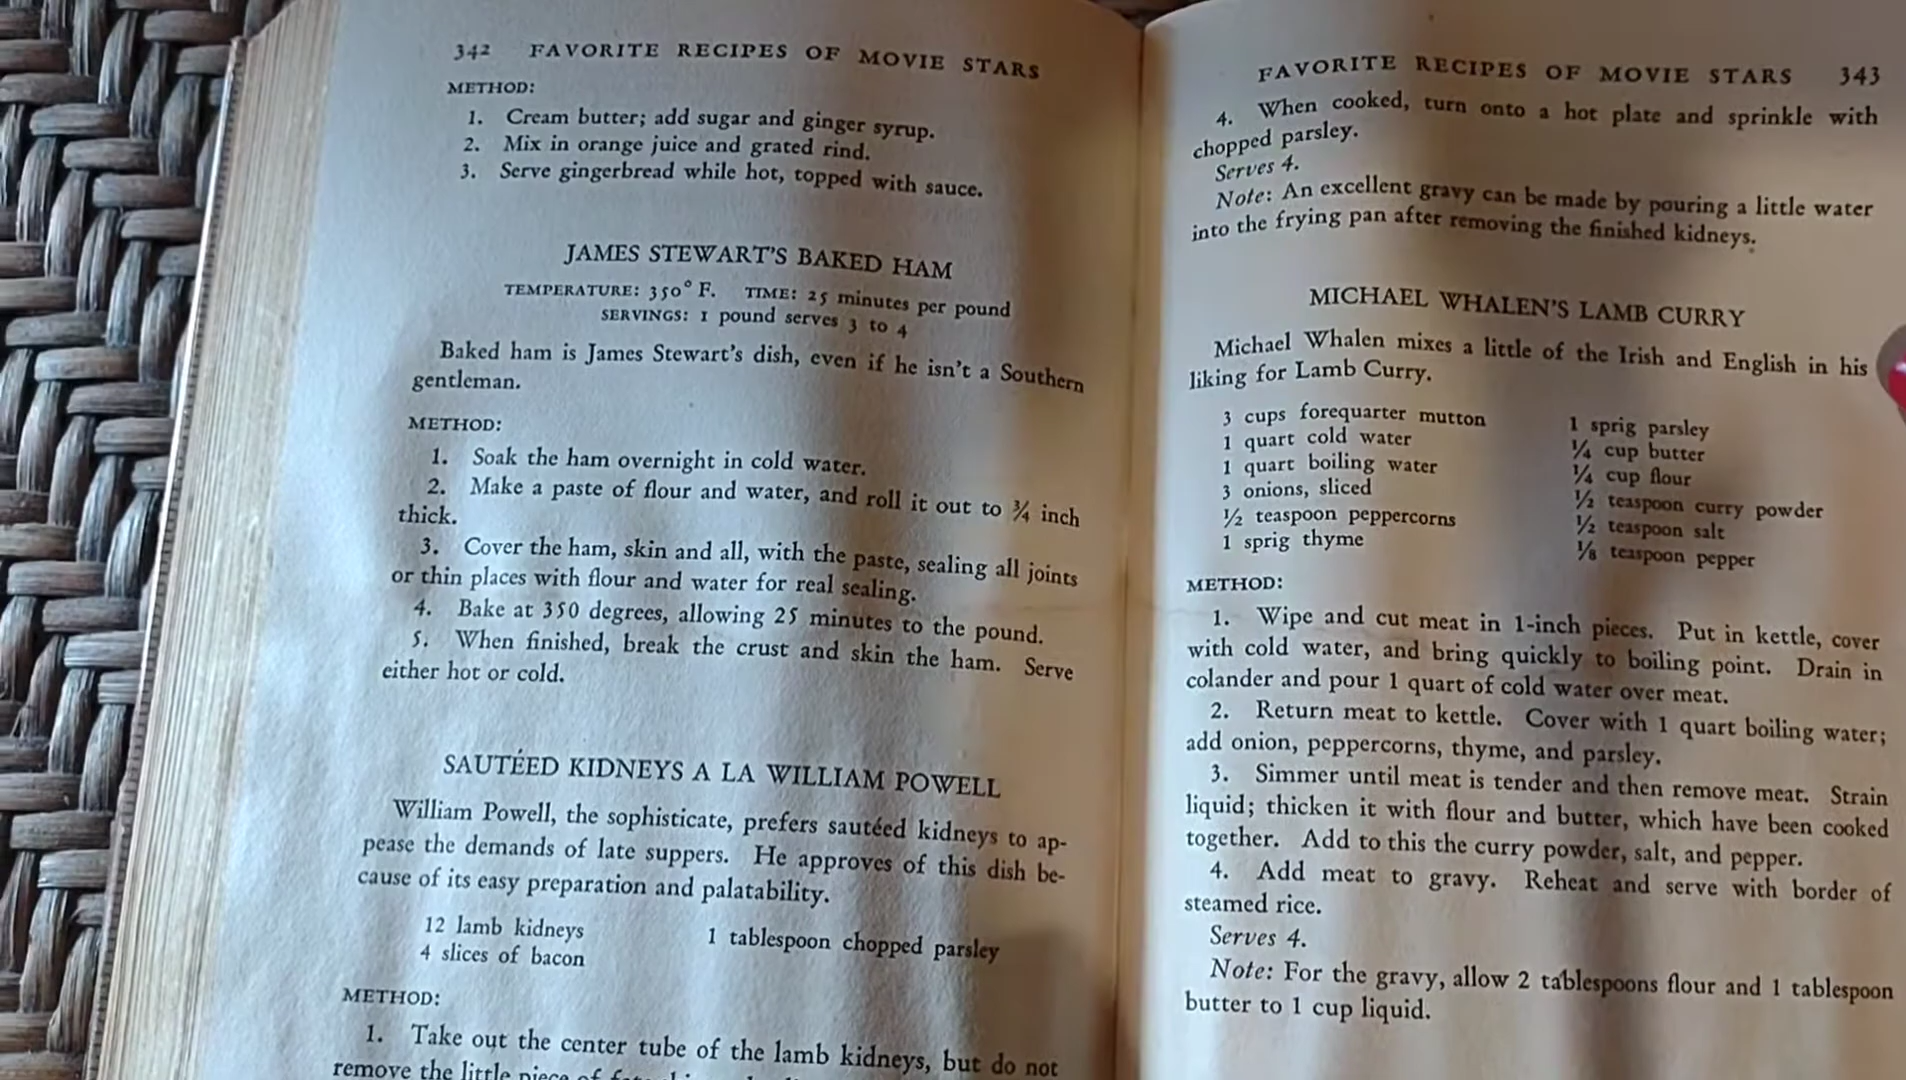 342 FAVORITE RECIPES OF MOVIE STARS
METHOD:
1. Cream butter; add sugar and ginger syrup.
2. Mix in orange juice and grated rind.
3. Serve gingerbread while hot, topped with sauce.
JAMES STEWART'S BAKED HAM
TEMPERATURE: 350° F. TIME: 25 minutes per pound
SERVINGS: 1 pound serves 3 to 4
Baked ham is James Stewart's dish, even if he isn't a Southern
gentleman.
METHOD:
1. Soak the ham overnight in cold water.
2. Make a paste of flour and water, and roll it out to ¾ inch
thick.
3. Cover the ham, skin and all, with the paste, sealing all joints
or thin places with flour and water for real sealing.
4. Bake at 350 degrees, allowing 25 minutes to the pound.
5. When finished, break the crust and skin the ham. Serve
either hot or cold.
SAUTÉED KIDNEYS A LA WILLIAM POWELL
William Powell, the sophisticate, prefers sautéed kidneys to ap-
pease the demands of late suppers. He approves of this dish be-
cause of its easy preparation and palatability.
12 lamb kidneys
4 slices of bacon
1 tablespoon chopped parsley
METHOD:
1. Take out the center tube of the lamb kidneys, but do not
remove the little piece of
FAVORITE RECIPES OF MOVIE STARS 343
4. When cooked, turn onto a hot plate and sprinkle with
chopped parsley.
Serves 4.
Note: An excellent gravy can be made by pouring a little water
into the frying pan after removing the finished kidneys.
MICHAEL WHALEN'S LAMB CURRY
Michael Whalen mixes a little of the Irish and English in his
liking for Lamb Curry.
3 cups forequarter mutton
1 quart cold water
1 quart boiling water
3 onions, sliced
½ teaspoon peppercorns
1 sprig thyme
1 sprig parsley
¼ cup butter
¼ cup flour
½ teaspoon curry powder
½ teaspoon salt
⅛ teaspoon pepper
METHOD:
1. Wipe and cut meat in 1-inch pieces. Put in kettle, cover
with cold water, and bring quickly to boiling point. Drain in
colander and pour 1 quart of cold water over meat.
2. Return meat to kettle. Cover with 1 quart boiling water;
add onion, peppercorns, thyme, and parsley.
3. Simmer until meat is tender and then remove meat. Strain
liquid; thicken it with flour and butter, which have been cooked
together. Add to this the curry powder, salt, and pepper.
4. Add meat to gravy. Reheat and serve with border of
steamed rice.
Serves 4.
Note: For the gravy, allow 2 tablespoons flour and 1 tablespoon
butter to 1 cup liquid.